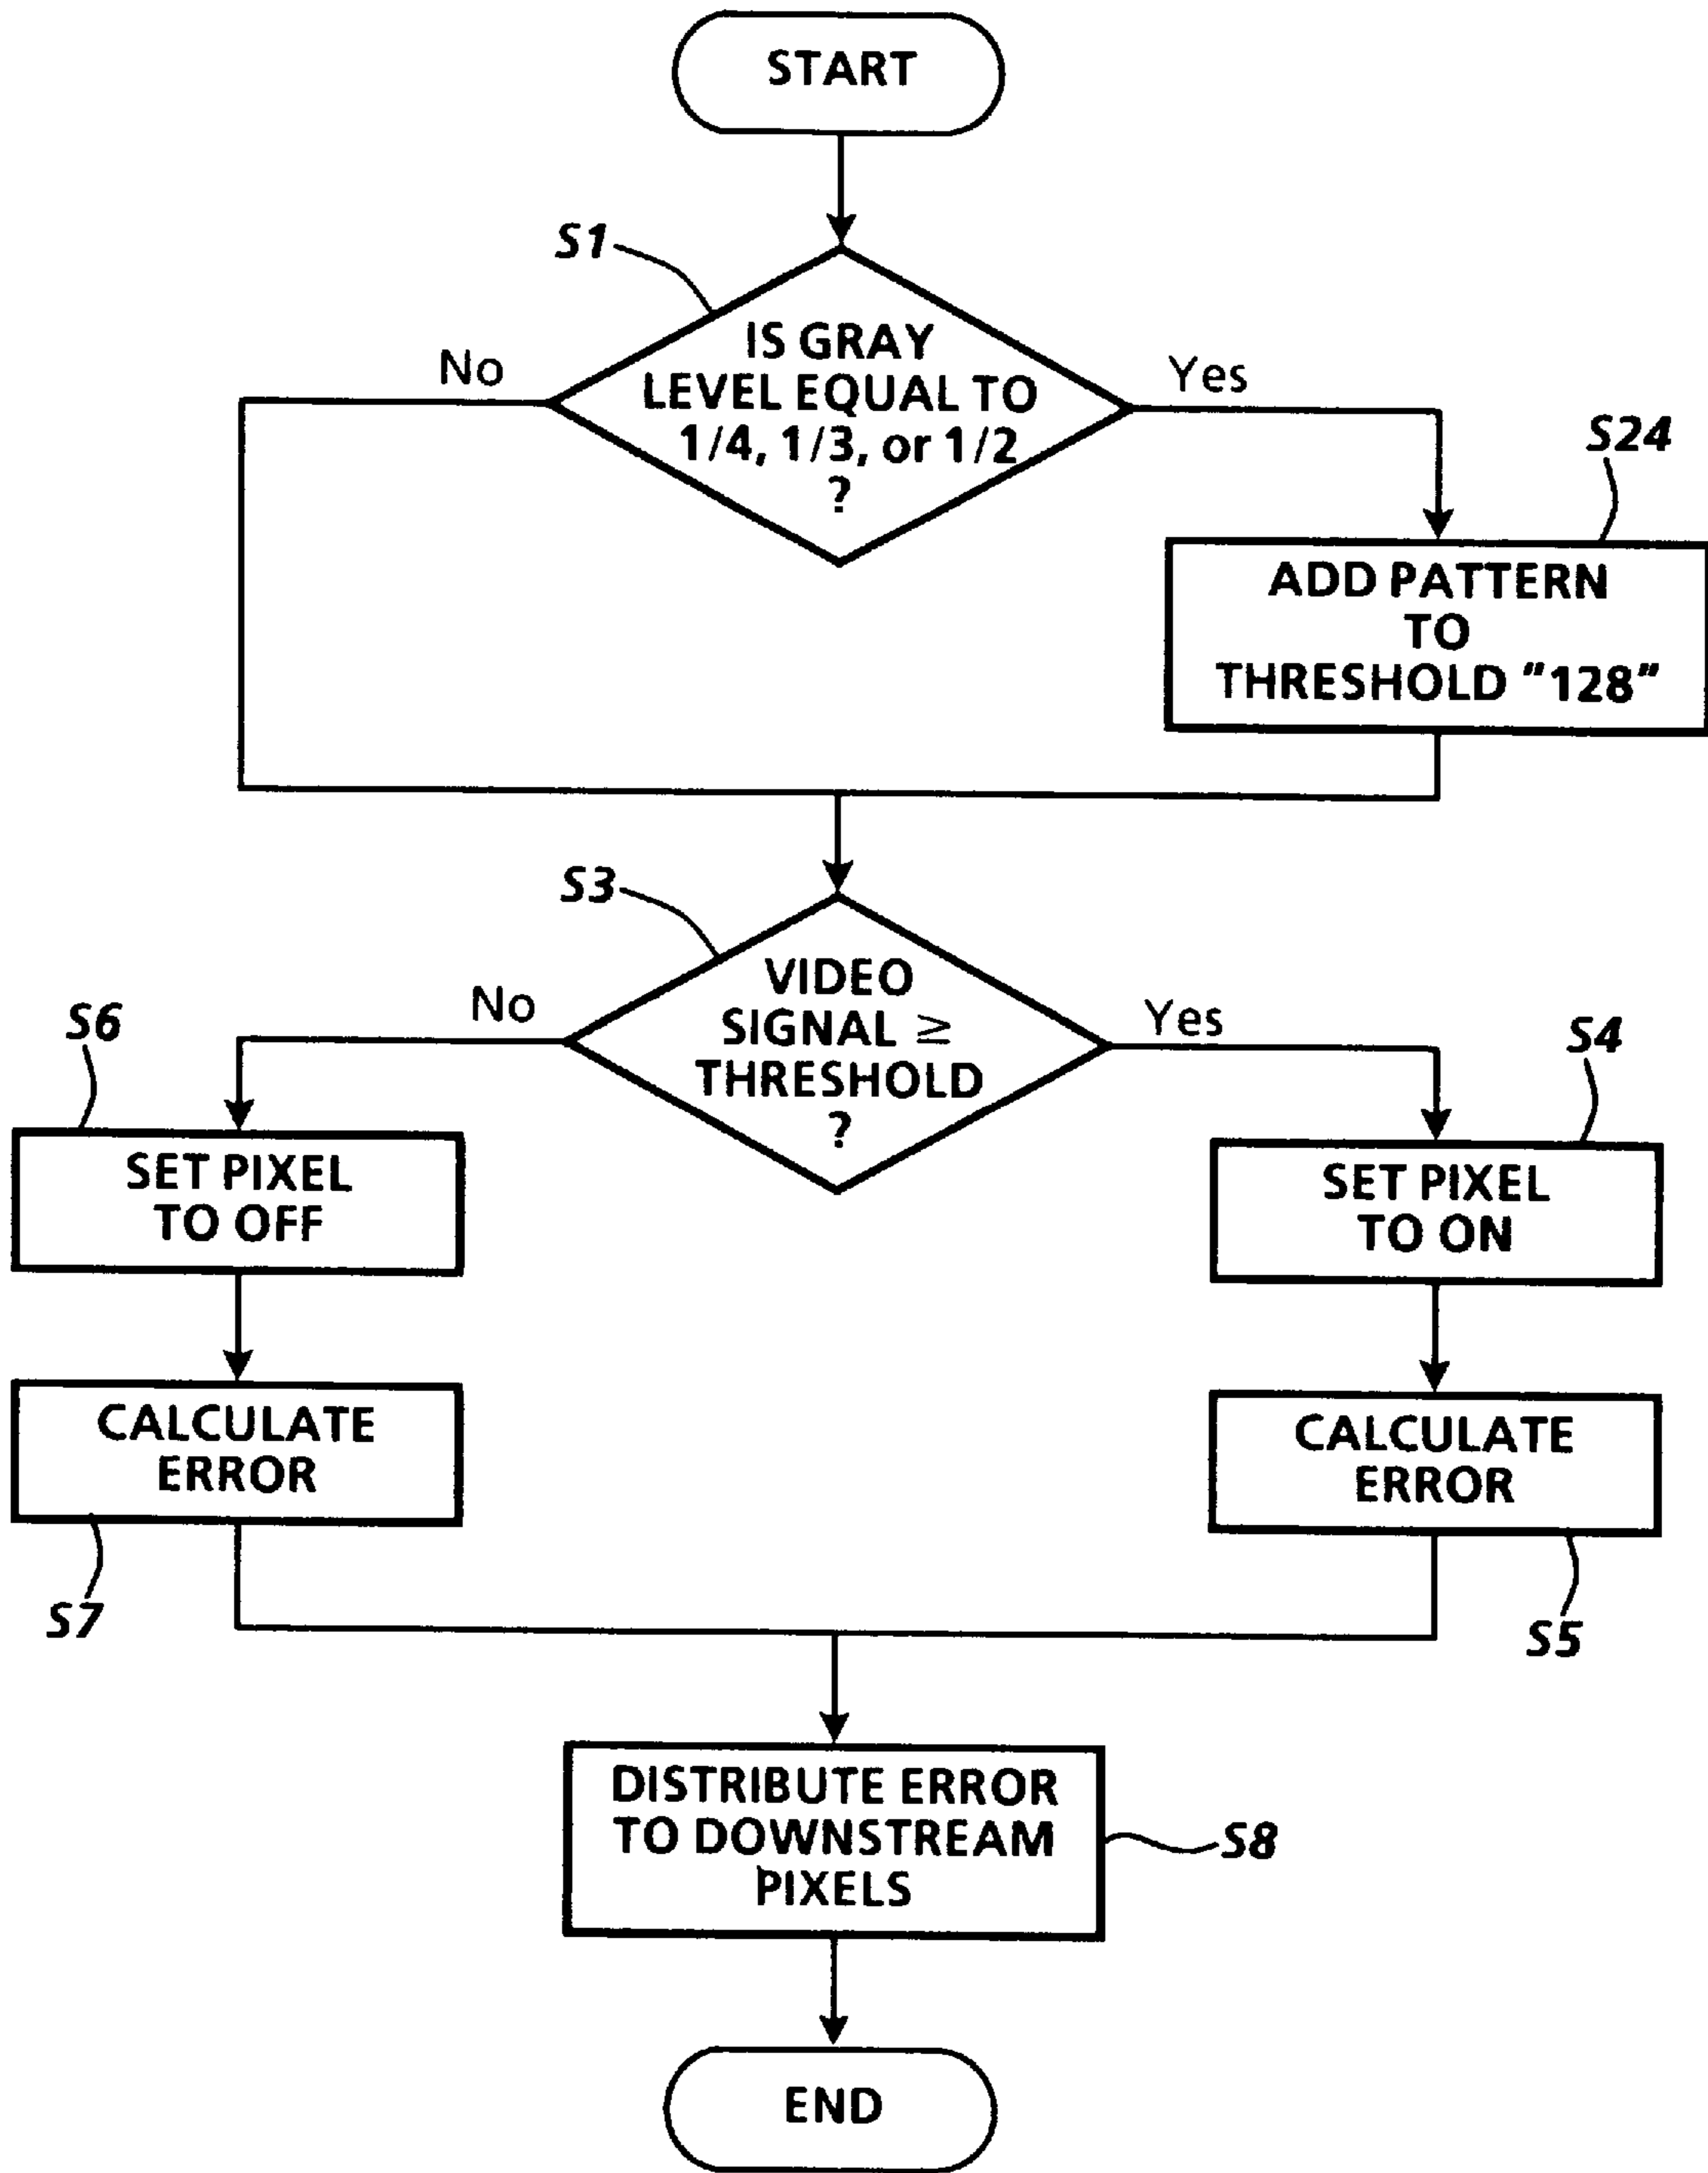 START
S1
IS GRAY
LEVEL EQUAL TO
1/4, 1/3, or 1/2
?
No
Yes
S24
ADD PATTERN
TO
THRESHOLD "128"
S3
VIDEO
SIGNAL ≥
THRESHOLD
?
No
Yes
S6
SET PIXEL
TO OFF
S4
SET PIXEL
TO ON
CALCULATE
ERROR
S7
CALCULATE
ERROR
S5
DISTRIBUTE ERROR
TO DOWNSTREAM
PIXELS
S8
END